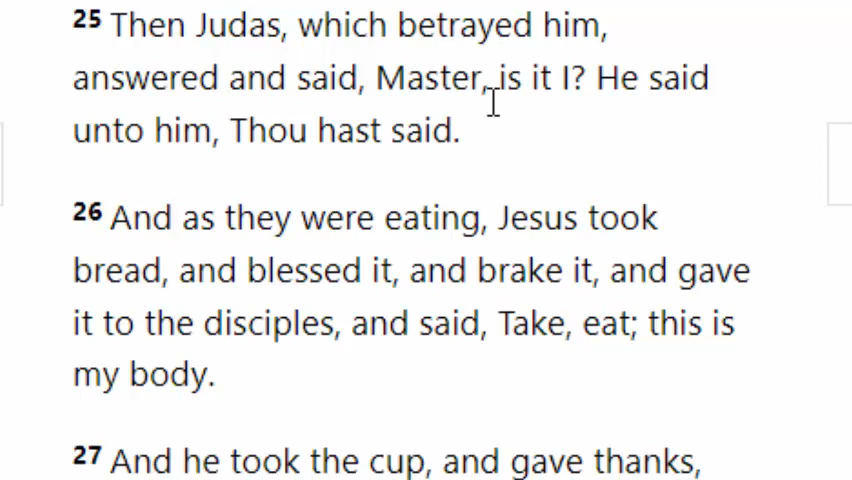 25 Then Judas, which betrayed him,
answered and said, Master, is it I? He said
unto him, Thou hast said.
26 And as they were eating, Jesus took
bread, and blessed it, and brake it, and gave
it to the disciples, and said, Take, eat; this is
my body.
27 And he took the cup, and gave thanks,